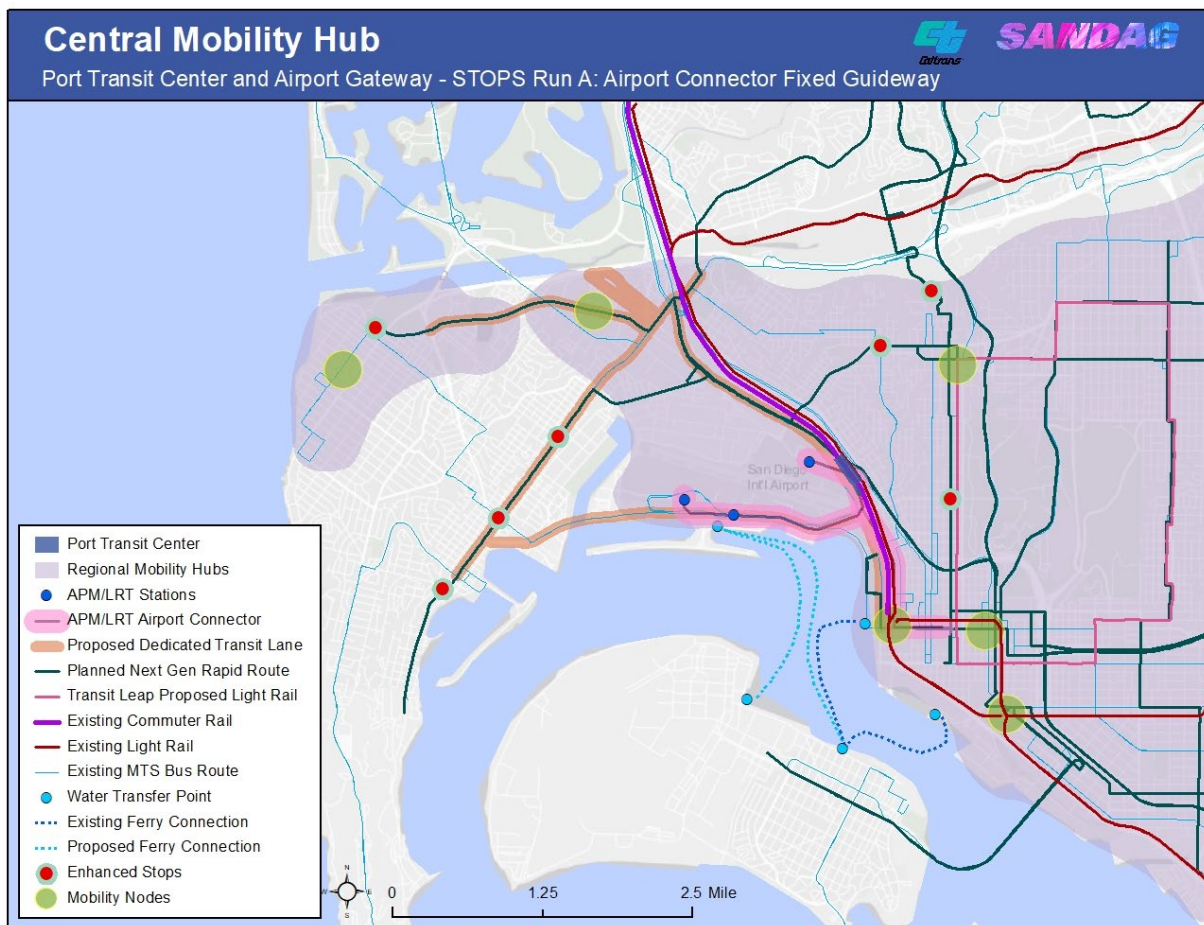 Central Mobility Hub
Port Transit Center and Airport Gateway - STOPS Run A: Airport Connector Fixed Guideway
Caltrans
SANDAG
San Diego
Int'l Airport
Port Transit Center
Regional Mobility Hubs
APM/LRT Stations
APM/LRT Airport Connector
Proposed Dedicated Transit Lane
Planned Next Gen Rapid Route
Transit Leap Proposed Light Rail
Existing Commuter Rail
Existing Light Rail
Existing MTS Bus Route
Water Transfer Point
Existing Ferry Connection
Proposed Ferry Connection
Enhanced Stops
Mobility Nodes
N
W E
S
0 1.25 2.5 Mile